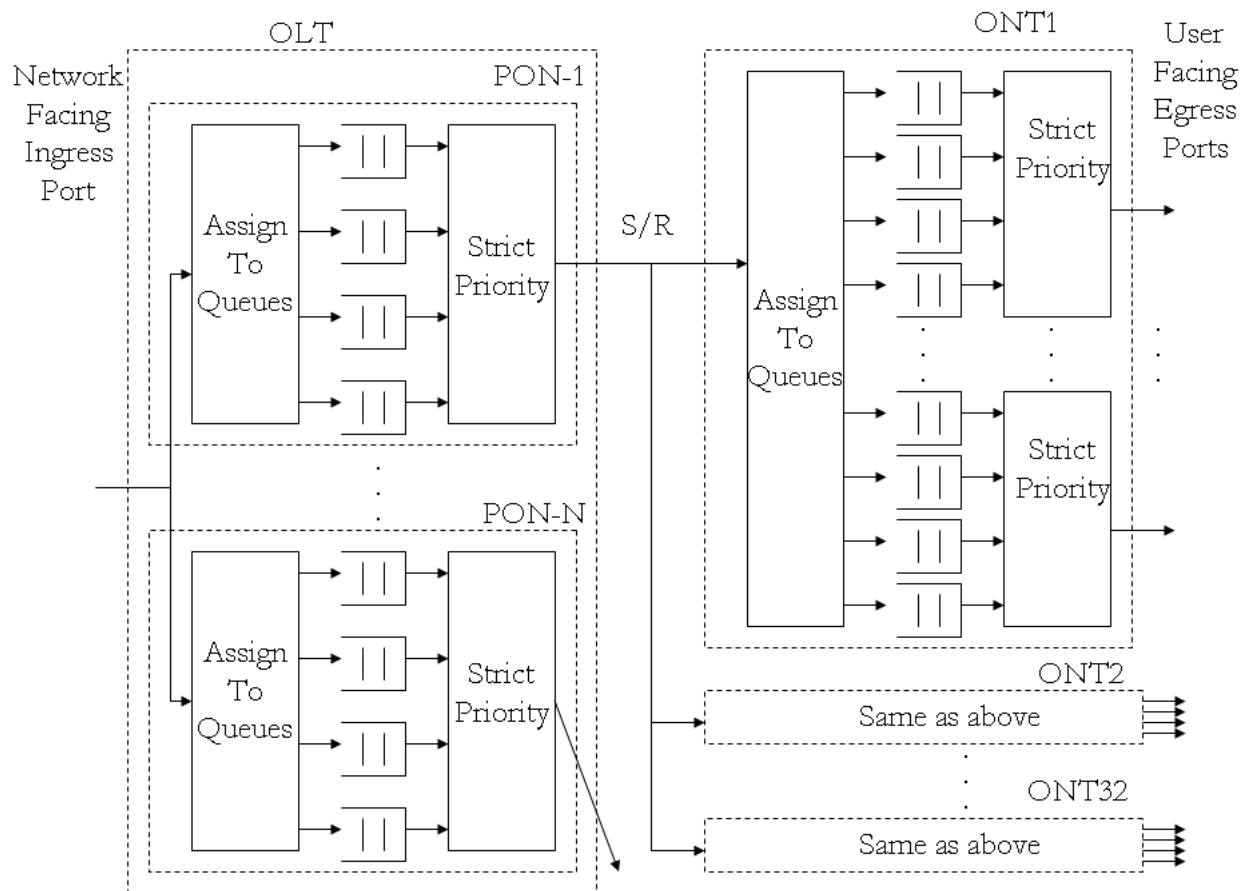 OLT
ONT1
User
Facing
Egress
Ports
Network
Facing
Ingress
Port
PON-1
Assign
To
Queues
Strict
Priority
S/R
Assign
To
Queues
Strict
Priority
Strict
Priority
PON-N
Assign
To
Queues
Strict
Priority
ONT2
Same as above
ONT32
Same as above